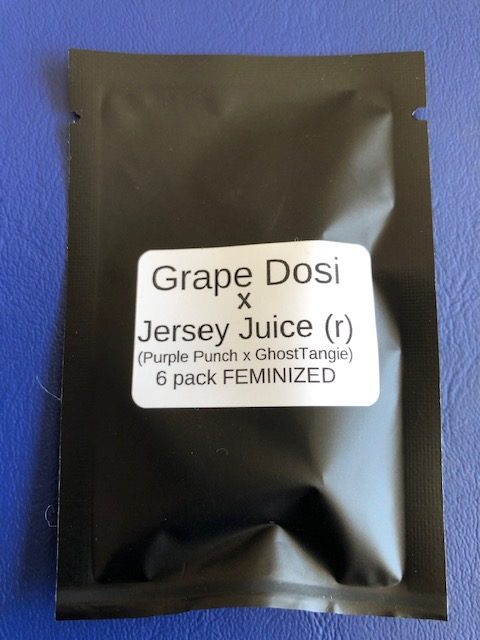 Grape Dosi
x
Jersey Juice (r)
(Purple Punch x GhostTangie)
6 pack FEMINIZED